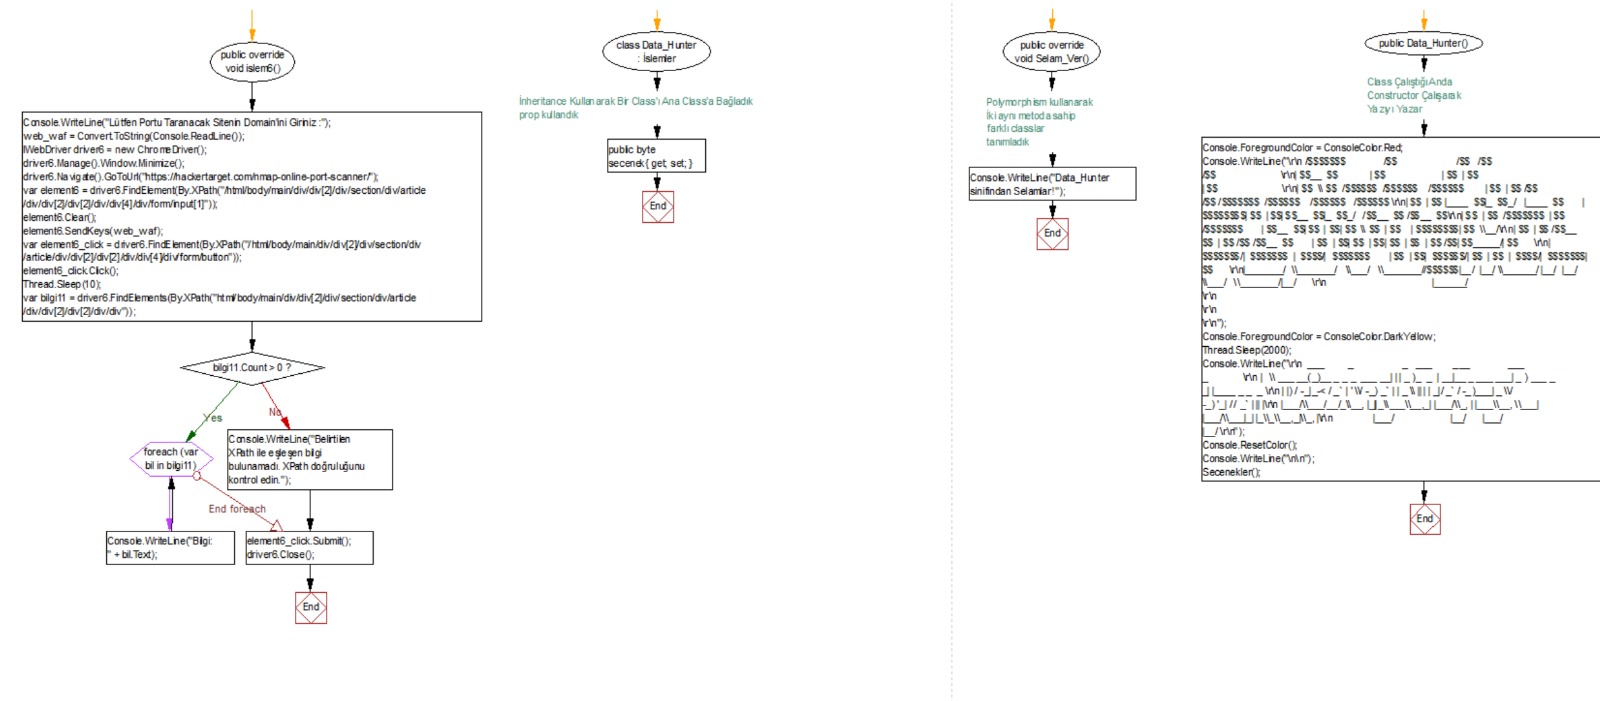 public override
void islem6()
Console.WriteLine("Lütfen Portu Taranacak Sitenin Domain'ini Giriniz :");
web_waf = Convert.ToString(Console.ReadLine());
IWebDriver driver6 = new ChromeDriver();
driver6.Manage().Window.Minimize();
driver6.Navigate().GoToUrl("https://hackertarget.com/nmap-online-port-scanner/");
var element6 = driver6.FindElement(By.XPath("/html/body/main/div/div[2]/div/section/div/article
/div/div[2]/div[2]/div/div[4]/div/form/input[1]"));
element6.Clear();
element6.SendKeys(web_waf);
var element6_click = driver6.FindElement(By.XPath("/html/body/main/div/div[2]/div/section/div
/article/div/div[2]/div[2]/div/div[4]/div/form/button"));
element6_click.Click();
Thread.Sleep(10);
var bilgi11 = driver6.FindElements(By.XPath("html/body/main/div/div[2]/div/section/div/article
/div/div[2]/div[2]/div/div"));
bilgi11.Count > 0 ?
Yes
No
foreach (var
bil in bilgi11)
Console.WriteLine("Belirtilen
XPath ile eşleşen bilgi
bulunamadı. XPath doğruluğunu
kontrol edin.");
End foreach
Console.WriteLine("Bilgi:
" + bil.Text);
element6_click.Submit();
driver6.Close();
End
class Data_Hunter
: İslemler
İnheritance Kullanarak Bir Class'ı Ana Class'a Bağladık
prop kullandık
public byte
secenek { get; set; }
End
public override
void Selam_Ver()
Polymorphism kullanarak
İki aynı metoda sahip
farklı classlar
tanımladık
Console.WriteLine("Data_Hunter
sinifindan Selamlar!");
End
public Data_Hunter()
Class Çalıştığı Anda
Constructor Çalışarak
Yazıyı Yazar
Console.ForegroundColor = ConsoleColor.Red;
Console.WriteLine("\r\n
\r\n
\r\n
\r\n");
Console.ForegroundColor = ConsoleColor.DarkYellow;
Thread.Sleep(2000);
Console.WriteLine("\r\n
Console.ResetColor();
Console.WriteLine("\n\n");
Secenekler();
End